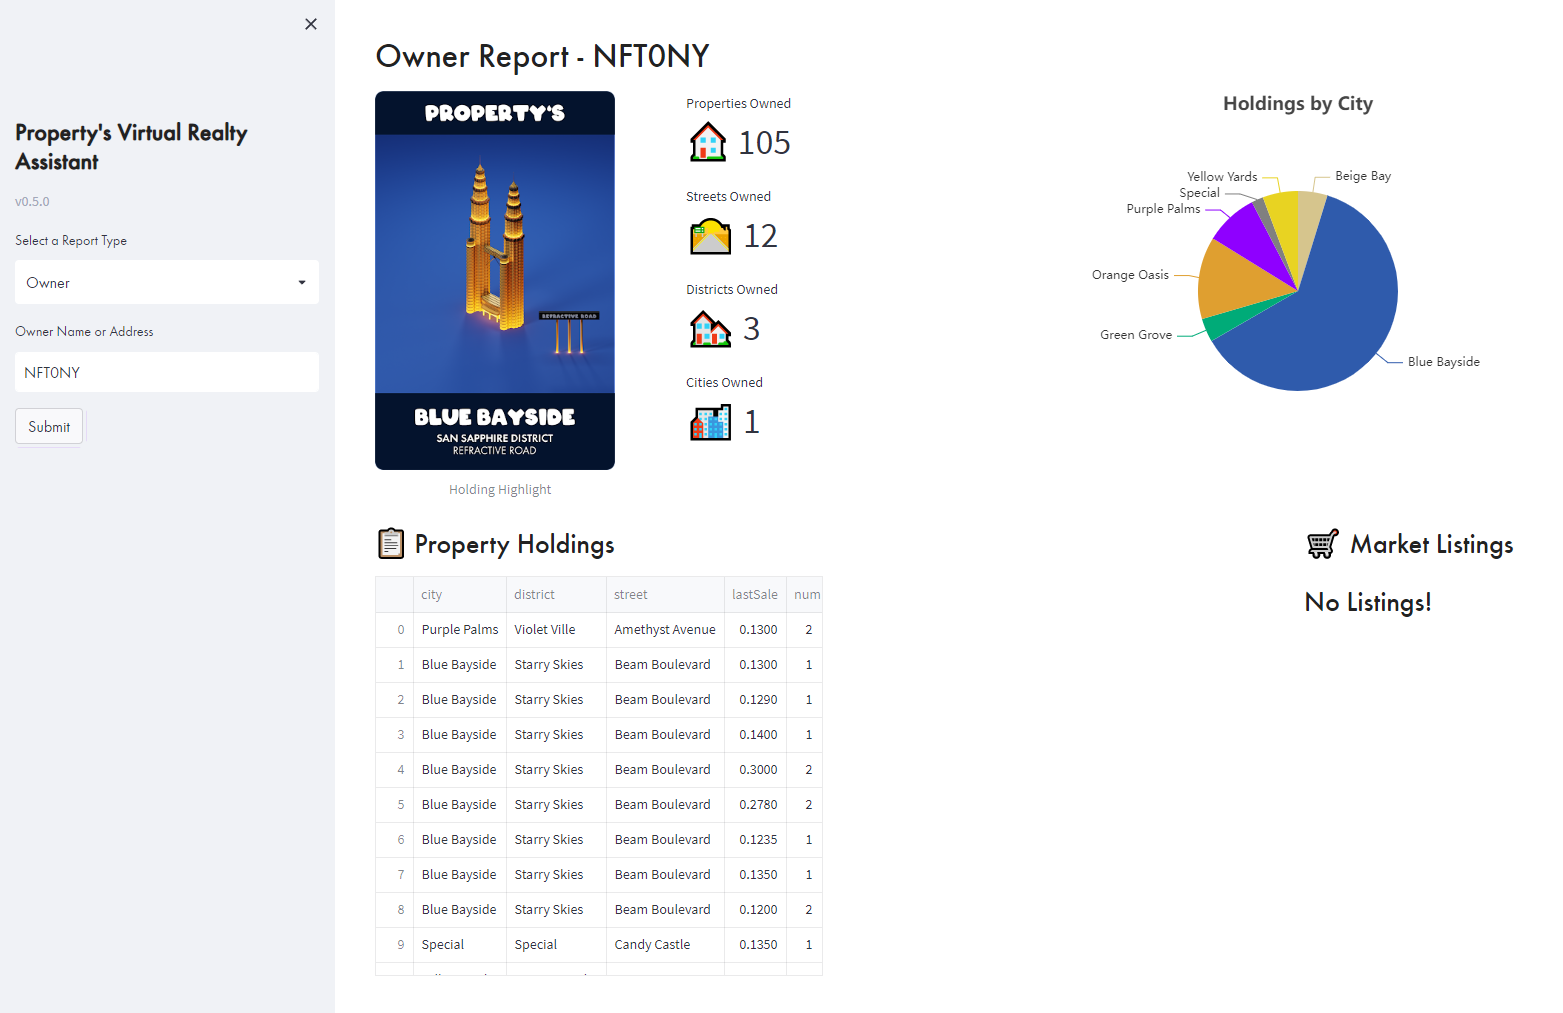 Property's Virtual Realty
Assistant
v0.5.0
Select a Report Type
Owner
Owner Name or Address
NFT0NY
Submit
Owner Report - NFT0NY
PROPERTY'S
REFRACTIVE ROAD
BLUE BAYSIDE
SAN SAPPHIRE DISTRICT
REFRACTIVE ROAD
Holding Highlight
Properties Owned
105
Streets Owned
12
Districts Owned
3
Cities Owned
1
Holdings by City
Yellow Yards
Beige Bay
Special
Purple Palms
Orange Oasis
Green Grove
Blue Bayside
Property Holdings
city district street lastSale num
0 Purple Palms Violet Ville Amethyst Avenue 0.1300 2
1 Blue Bayside Starry Skies Beam Boulevard 0.1300 1
2 Blue Bayside Starry Skies Beam Boulevard 0.1290 1
3 Blue Bayside Starry Skies Beam Boulevard 0.1400 1
4 Blue Bayside Starry Skies Beam Boulevard 0.3000 2
5 Blue Bayside Starry Skies Beam Boulevard 0.2780 2
6 Blue Bayside Starry Skies Beam Boulevard 0.1235 1
7 Blue Bayside Starry Skies Beam Boulevard 0.1350 1
8 Blue Bayside Starry Skies Beam Boulevard 0.1200 2
9 Special Special Candy Castle 0.1350 1
Market Listings
No Listings!